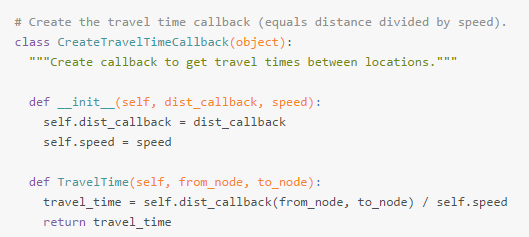 # Create the travel time callback (equals distance divided by speed).
class CreateTravelTimeCallback(object):
  """Create callback to get travel times between locations."""

  def __init__(self, dist_callback, speed):
    self.dist_callback = dist_callback
    self.speed = speed

  def TravelTime(self, from_node, to_node):
    travel_time = self.dist_callback(from_node, to_node) / self.speed
    return travel_time